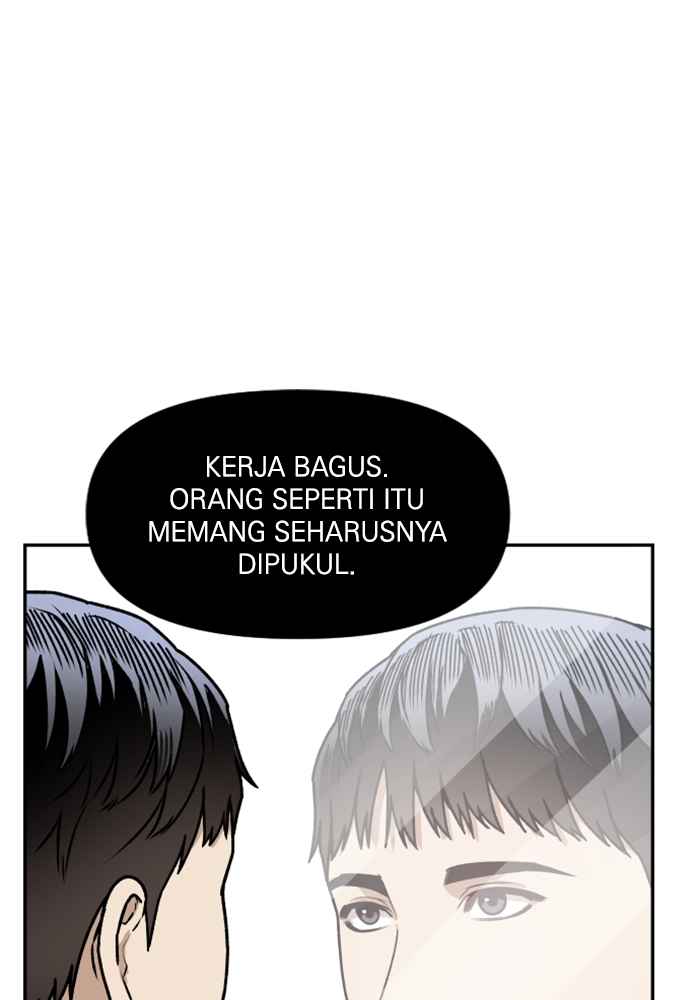 KERJA BAGUS.
ORANG SEPERTI ITU
MEMANG SEHARUSNYA
DIPUKUL.